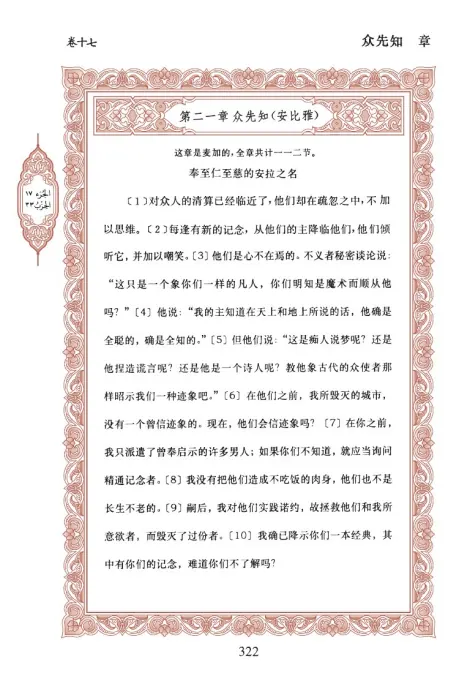 卷十七
众先知 章
第二一章 众先知(安比雅)
这章是麦加的，全章共计一一二节。
奉至仁至慈的安拉之名
الجزء ١٧
الحزب ٣٣
〔1〕对众人的清算已经临近了，他们却在疏忽之中，不加
以思维。〔2〕每逢有新的记念，从他们的主降临他们，他们倾
听它，并加以嘲笑。〔3〕他们是心不在焉的。不义者秘密谈论说：
“这只是一个象你们一样的凡人，你们明知是魔术而顺从他
吗？”〔4〕他说：“我的主知道在天上和地上所说的话，他确是
全聪的，确是全知的。”〔5〕但他们说：“这是痴人说梦呢？还是
他捏造谎言呢？还是他是一个诗人呢？教他象古代的众使者那
样昭示我们一种迹象吧。”〔6〕在他们之前，我所毁灭的城市，
没有一个曾信迹象的。现在，他们会信迹象吗？〔7〕在你之前，
我只派遣了曾奉启示的许多男人；如果你们不知道，就应当询问
精通记念者。〔8〕我没有把他们造成不吃饭的肉身，他们也不是
长生不老的。〔9〕嗣后，我对他们实践诺约，故拯救他们和我所
意欲者，而毁灭了过份者。〔10〕我确已降示你们一本经典，其
中有你们的记念，难道你们不了解吗？
322